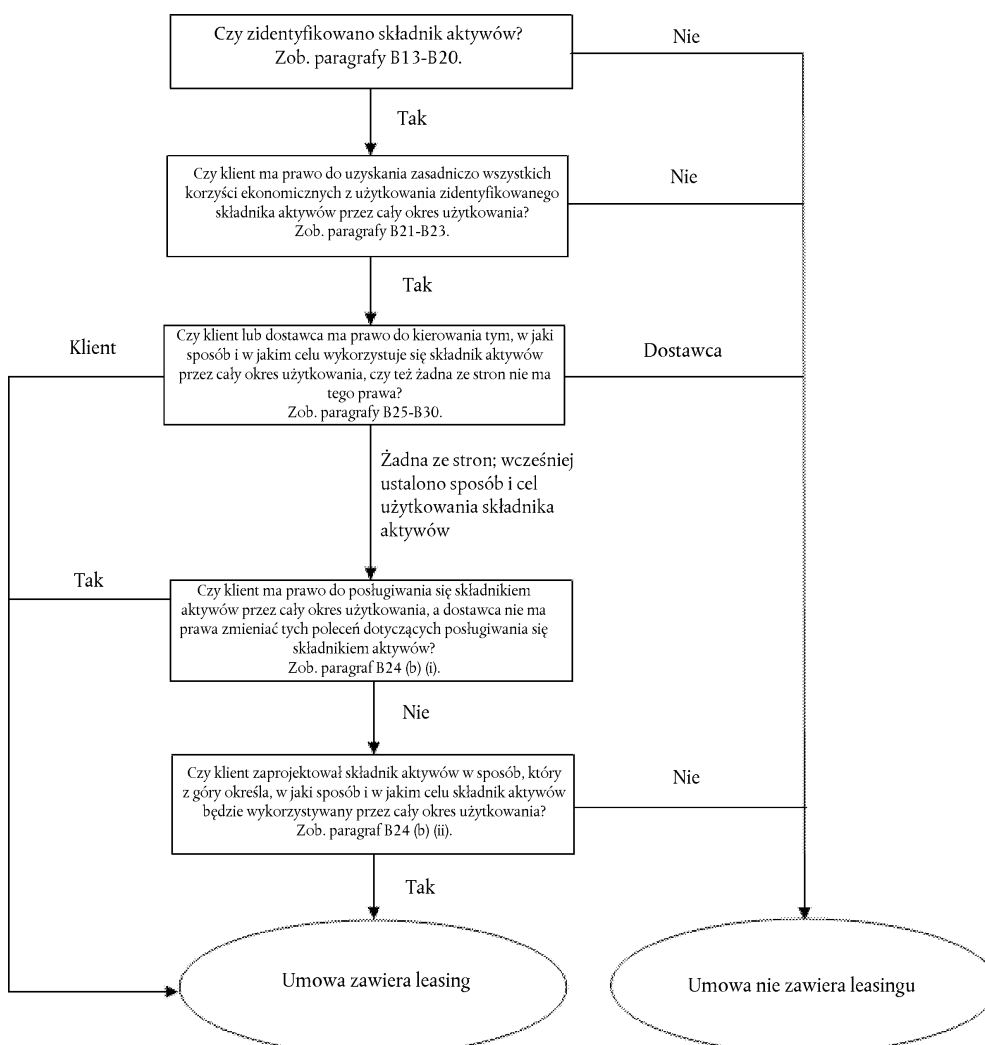 Czy zidentyfikowano składnik aktywów?
Zob. paragrafy B13-B20.
Nie
Tak
Czy klient ma prawo do uzyskania zasadniczo wszystkich
korzyści ekonomicznych z użytkowania zidentyfikowanego
składnika aktywów przez cały okres użytkowania?
Zob. paragrafy B21-B23.
Nie
Tak
Klient
Czy klient lub dostawca ma prawo do kierowania tym, w jaki
sposób i w jakim celu wykorzystuje się składnik aktywów
przez cały okres użytkowania, czy też żadna ze stron nie ma
tego prawa?
Zob. paragrafy B25-B30.
Dostawca
Żadna ze stron; wcześniej
ustalono sposób i cel
użytkowania składnika
aktywów
Tak
Czy klient ma prawo do posługiwania się składnikiem
aktywów przez cały okres użytkowania, a dostawca nie ma
prawa zmieniać tych poleceń dotyczących posługiwania się
składnikiem aktywów?
Zob. paragraf B24 (b) (i).
Nie
Czy klient zaprojektował składnik aktywów w sposób, który
z góry określa, w jaki sposób i w jakim celu składnik aktywów
będzie wykorzystywany przez cały okres użytkowania?
Zob. paragraf B24 (b) (ii).
Nie
Tak
Umowa zawiera leasing
Umowa nie zawiera leasingu